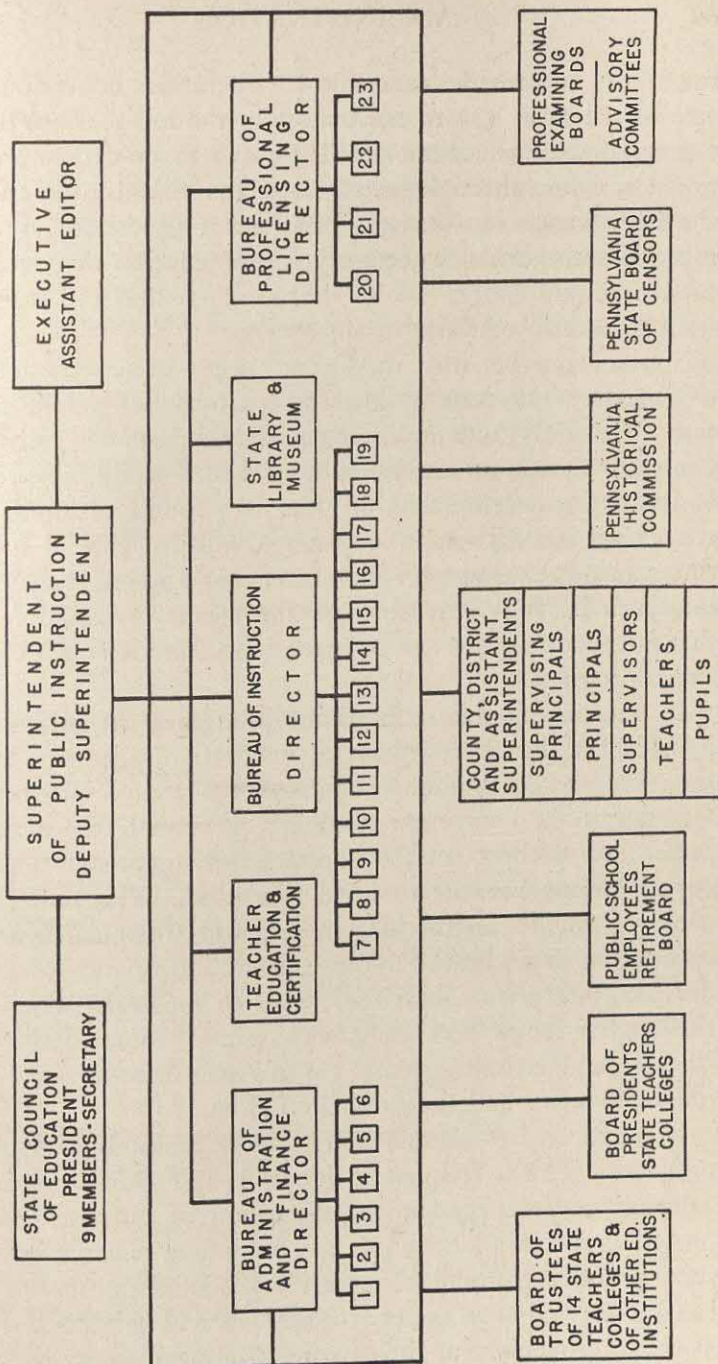 STATE COUNCIL
OF EDUCATION
PRESIDENT
9 MEMBERS - SECRETARY
SUPERINTENDENT
OF PUBLIC INSTRUCTION
DEPUTY SUPERINTENDENT
EXECUTIVE
ASSISTANT EDITOR
BUREAU OF
ADMINISTRATION
AND FINANCE
DIRECTOR
TEACHER
EDUCATION &
CERTIFICATION
BUREAU OF INSTRUCTION
DIRECTOR
STATE
LIBRARY &
MUSEUM
BUREAU OF
PROFESSIONAL
LICENSING
DIRECTOR
1 2 3 4 5 6
7 8 9 10 11 12 13 14 15 16 17 18 19
20 21 22 23
BOARD OF
TRUSTEES
OF 14 STATE
TEACHERS
COLLEGES &
OF OTHER ED.
INSTITUTIONS
BOARD OF
PRESIDENTS
STATE TEACHERS
COLLEGES
PUBLIC SCHOOL
EMPLOYEES
RETIREMENT
BOARD
COUNTY, DISTRICT
AND ASSISTANT
SUPERINTENDENTS
SUPERVISING
PRINCIPALS
PRINCIPALS
SUPERVISORS
TEACHERS
PUPILS
PENNSYLVANIA
HISTORICAL
COMMISSION
PENNSYLVANIA
STATE BOARD
OF CENSORS
PROFESSIONAL
EXAMINING
BOARDS
ADVISORY
COMMITTEES